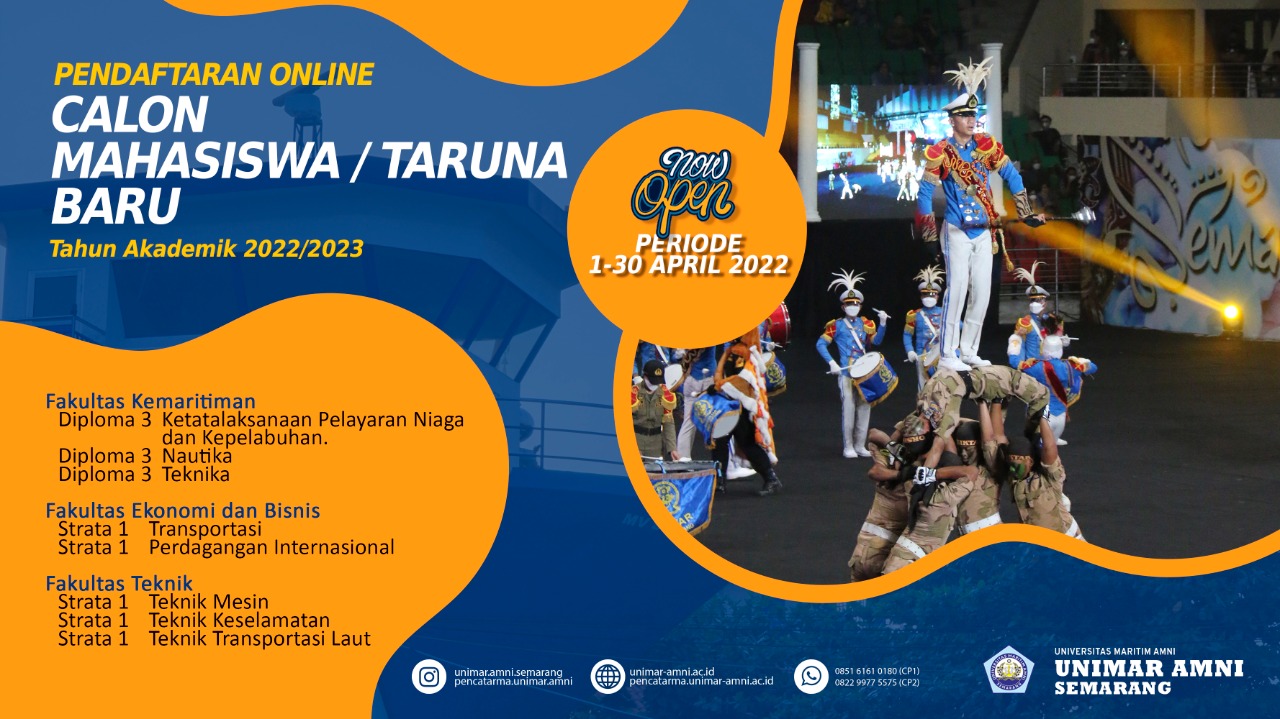 PENDAFTARAN ONLINE
CALON
MAHASISWA / TARUNA
BARU
Tahun Akademik 2022/2023
now
Open
PERIODE
1-30 APRIL 2022
Sema
Fakultas Kemaritiman
Diploma 3 Ketatalaksanaan Pelayaran Niaga
dan Kepelabuhan.
Diploma 3 Nautika
Diploma 3 Teknika
Fakultas Ekonomi dan Bisnis
Strata 1 Transportasi
Strata 1 Perdagangan Internasional
Fakultas Teknik
Strata 1 Teknik Mesin
Strata 1 Teknik Keselamatan
Strata 1 Teknik Transportasi Laut
unimar.amni.semarang
pencatarma.unimar.amni
unimar-amni.ac.id
pencatarma.unimar-amni.ac.id
0851 6161 0180 (CP1)
0822 9977 5575 (CP2)
UNIVERSITAS MARITIM AMNI
UNIMAR AMNI
SEMARANG